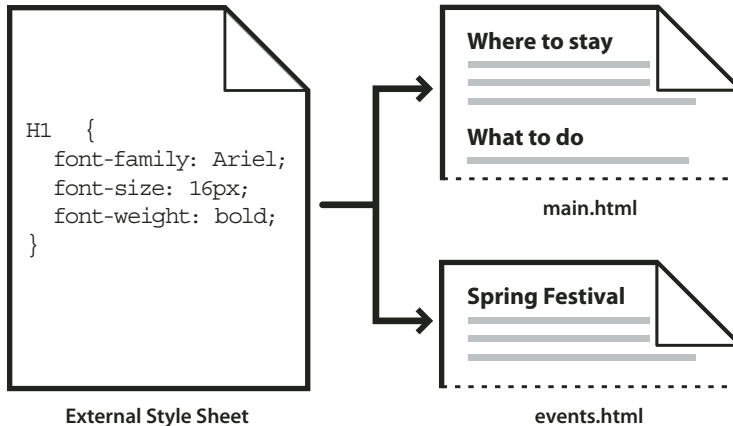 H1 {
font-family: Ariel;
font-size: 16px;
font-weight: bold;
}
External Style Sheet
Where to stay
What to do
main.html
Spring Festival
events.html